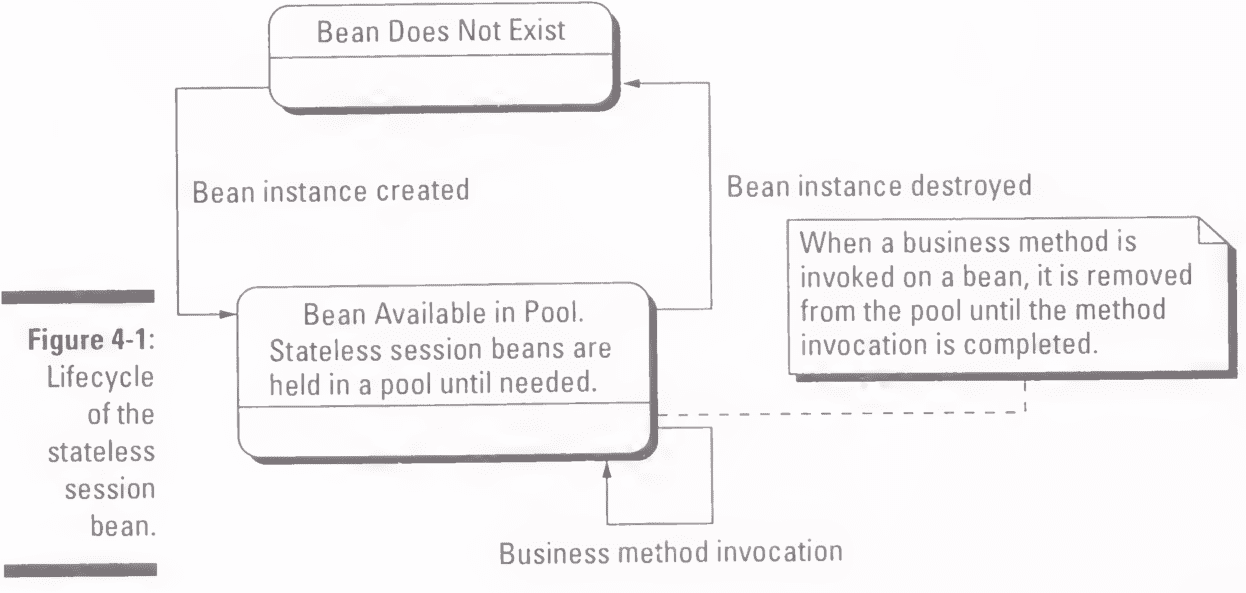 Bean Does Not Exist
Bean instance created
Bean instance destroyed
When a business method is
invoked on a bean, it is removed
from the pool until the method
invocation is completed.
Bean Available in Pool.
Stateless session beans are
held in a pool until needed.
Business method invocation
Figure 4-1:
Lifecycle
of the
stateless
session
bean.